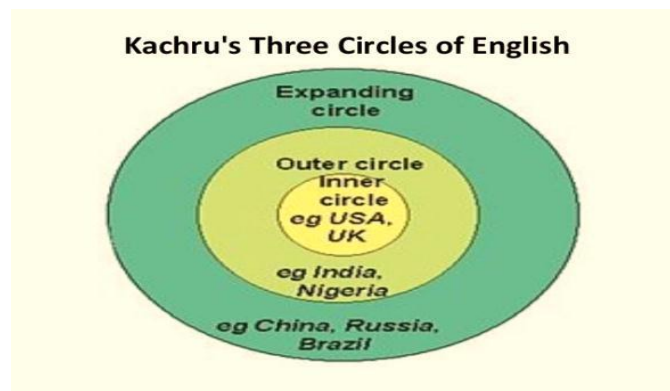 Kachru's Three Circles of English
Expanding
circle
Outer circle
Inner
circle
eg USA,
UK
eg India,
Nigeria
eg China, Russia,
Brazil